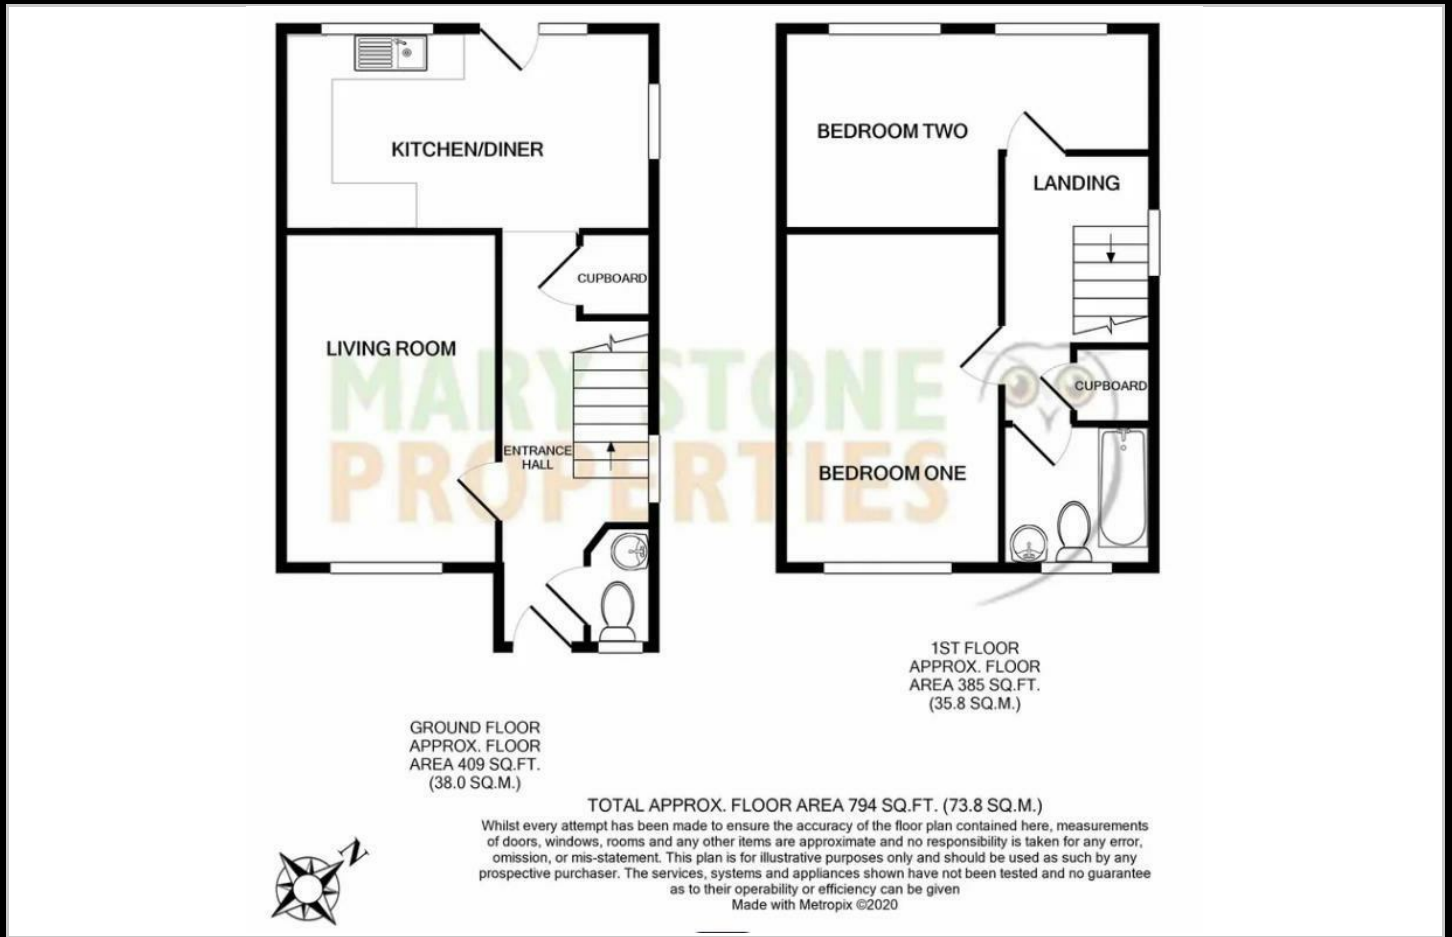 KITCHEN/DINER
CUPBOARD
LIVING ROOM
ENTRANCE
HALL
GROUND FLOOR
APPROX. FLOOR
AREA 409 SQ.FT.
(38.0 SQ.M.)
BEDROOM TWO
LANDING
CUPBOARD
BEDROOM ONE
1ST FLOOR
APPROX. FLOOR
AREA 385 SQ.FT.
(35.8 SQ.M.)
MARY STONE
PROPERTIES
TOTAL APPROX. FLOOR AREA 794 SQ.FT. (73.8 SQ.M.)
Whilst every attempt has been made to ensure the accuracy of the floor plan contained here, measurements
of doors, windows, rooms and any other items are approximate and no responsibility is taken for any error,
omission, or mis-statement. This plan is for illustrative purposes only and should be used as such by any
prospective purchaser. The services, systems and appliances shown have not been tested and no guarantee
as to their operability or efficiency can be given
Made with Metropix ©2020
N